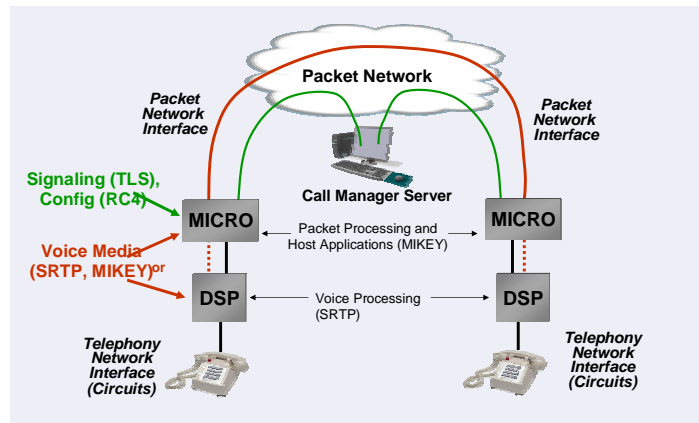 Packet Network
Packet
Network
Interface
Packet
Network
Interface
Signaling (TLS),
Config (RC4)
Call Manager Server
MICRO
Packet Processing and
Host Applications (MIKEY)
MICRO
Voice Media
(SRTP, MIKEY)or
DSP
Voice Processing
(SRTP)
DSP
Telephony
Network
Interface
(Circuits)
Telephony
Network
Interface
(Circuits)